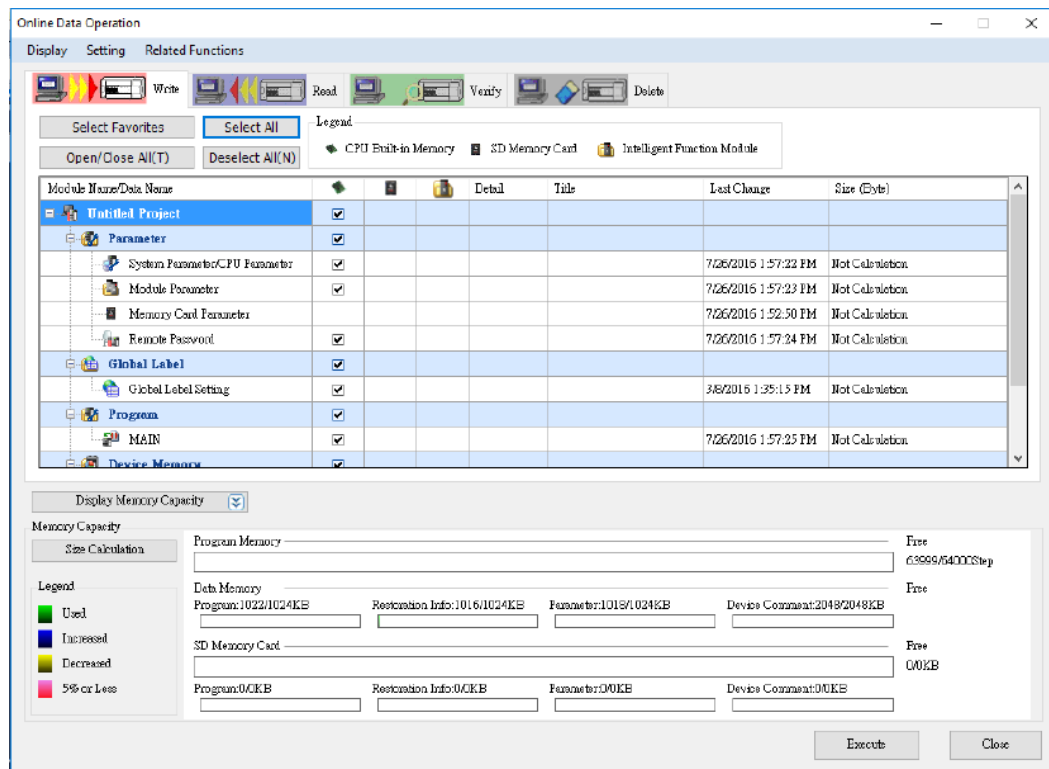 Online Data Operation
Display Setting Related Functions
Write Read Verify Delete
Select Favorites Select All Legend
CPU Built-in Memory SD Memory Card Intelligent Function Module
Open/Close All(T) Deselect All(N)
Module Name/Data Name Detail Title Last Change Size (Byte)
Untitled Project
Parameter
System Parameter/CPU Parameter 7/26/2016 1:57:22 PM Not Calculation
Module Parameter 7/26/2016 1:57:23 PM Not Calculation
Memory Card Parameter 7/26/2016 1:52:50 PM Not Calculation
Remote Password 7/26/2016 1:57:24 PM Not Calculation
Global Label
Global Label Setting 3/8/2016 1:35:15 PM Not Calculation
Program
MAIN 7/26/2016 1:57:25 PM Not Calculation
Device Memory
Display Memory Capacity
Memory Capacity
Size Calculation
Program Memory Free
63999/64000Step
Legend
Used
Increased
Decreased
5% or Less
Data Memory Free
Program:1022/1024KB Restoration Info:1016/1024KB Parameter:1018/1024KB Device Comment:2048/2048KB
SD Memory Card Free
0/0KB
Program:0/0KB Restoration Info:0/0KB Parameter:0/0KB Device Comment:0/0KB
Execute Close